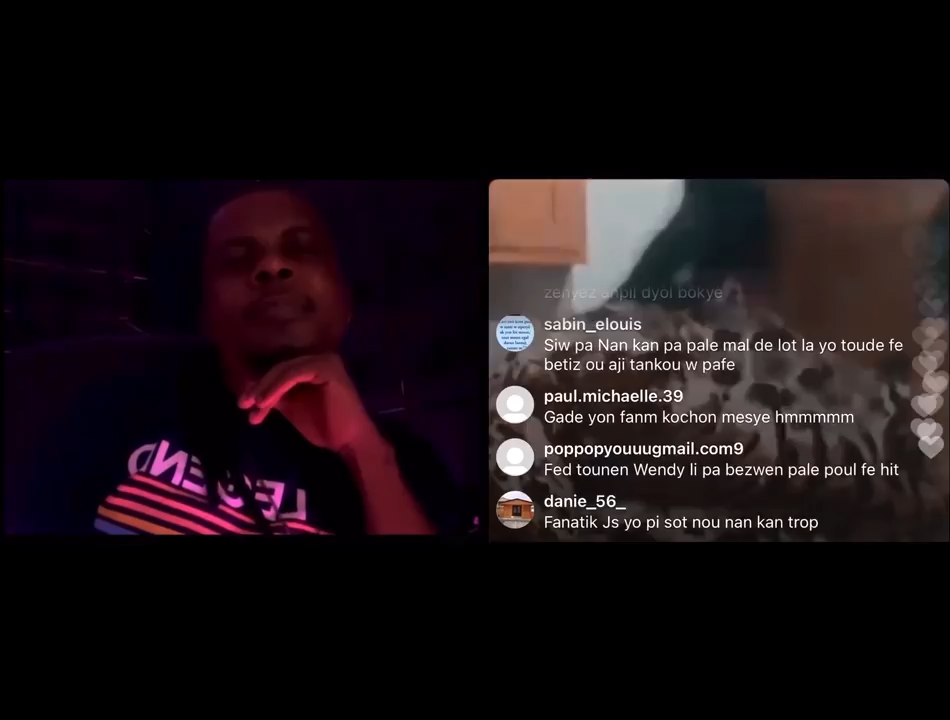 LEGEND
dyol bokye
sabin_elouis
Siw pa Nan kan pa pale mal de lot la yo toude fe
betiz ou aji tankou w pafe
paul.michaelle.39
Gade yon fanm kochon mesye hmmmmm
poppopyouuugmail.com9
Fed tounen Wendy li pa bezwen pale poul fe hit
danie_56_
Fanatik Js yo pi sot nou nan kan trop